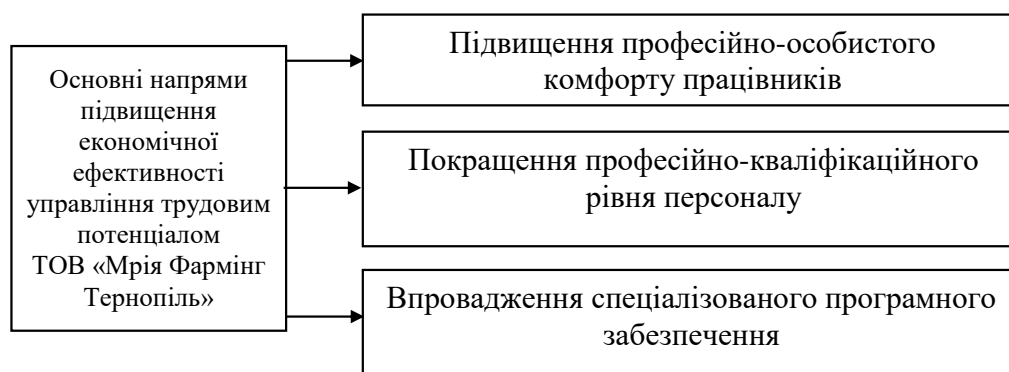 Основні напрями
підвищення
економічної
ефективності
управління трудовим
потенціалом
ТОВ «Мрія Фармінг
Тернопіль»
Підвищення професійно-особистого
комфорту працівників
Покращення професійно-кваліфікаційного
рівня персоналу
Впровадження спеціалізованого програмного
забезпечення